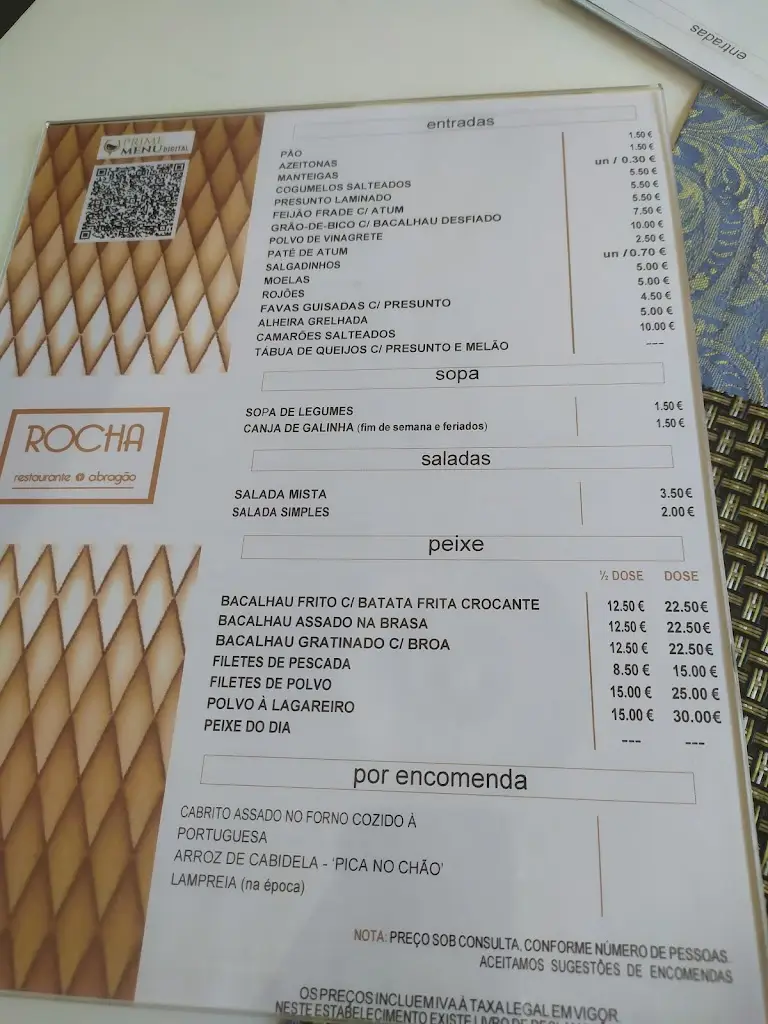 entradas
PRIME
MENU DIGITAL
entradas
PÃO 1.50 €
AZEITONAS 1.50 €
MANTEIGAS un / 0.30 €
COGUMELOS SALTEADOS 5.50 €
PRESUNTO LAMINADO 5.50 €
FEIJÃO FRADE C/ ATUM 5.50 €
GRÃO-DE-BICO C/ BACALHAU DESFIADO 7.50 €
POLVO DE VINAGRETE 10.00 €
PATÊ DE ATUM 2.50 €
SALGADINHOS un /0.70 €
MOELAS 5.00 €
ROJÕES 5.00 €
FAVAS GUISADAS C/ PRESUNTO 4.50 €
ALHEIRA GRELHADA 5.00 €
CAMARÕES SALTEADOS 10.00 €
TÁBUA DE QUEIJOS C/ PRESUNTO E MELÃO ---
sopa
SOPA DE LEGUMES 1.50 €
CANJA DE GALINHA (fim de semana e feriados) 1.50 €
ROCHA
restaurante abragão
saladas
SALADA MISTA 3.50 €
SALADA SIMPLES 2.00 €
peixe
½ DOSE DOSE
BACALHAU FRITO C/ BATATA FRITA CROCANTE 12.50 € 22.50€
BACALHAU ASSADO NA BRASA 12.50 € 22.50€
BACALHAU GRATINADO C/ BROA 12.50 € 22.50€
FILETES DE PESCADA 8.50 € 15.00 €
FILETES DE POLVO 15.00 € 25.00 €
POLVO À LAGAREIRO 15.00 € 30.00€
PEIXE DO DIA --- ---
por encomenda
CABRITO ASSADO NO FORNO COZIDO À
PORTUGUESA
ARROZ DE CABIDELA - 'PICA NO CHÃO'
LAMPREIA (na época)
NOTA: PREÇO SOB CONSULTA, CONFORME NÚMERO DE PESSOAS.
ACEITAMOS SUGESTÕES DE ENCOMENDAS
OS PREÇOS INCLUEM IVA À TAXA LEGAL EM VIGOR
NESTE ESTABELECIMENTO EXISTE LIVRO DE